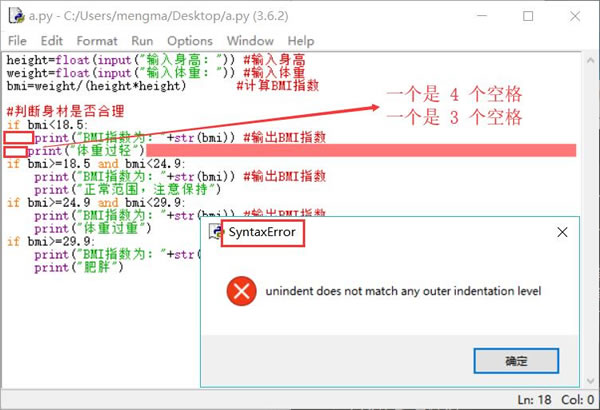 a.py - C:/Users/mengma/Desktop/a.py (3.6.2)
File Edit Format Run Options Window Help
height=float(input("输入身高：")) #输入身高
weight=float(input("输入体重：")) #输入体重
bmi=weight/(height*height) #计算BMI指数
一个是 4 个空格
一个是 3 个空格
#判断身材是否合理
if bmi<18.5:
print("BMI指数为："+str(bmi)) #输出BMI指数
print("体重过轻")
if bmi>=18.5 and bmi<24.9:
print("BMI指数为："+str(bmi)) #输出BMI指数
print("正常范围，注意保持")
if bmi>=24.9 and bmi<29.9:
print("BMI指数为："+str(bmi)) #输出BMI指数
print("体重过重")
if bmi>=29.9:
print("BMI指数为："+str(
print("肥胖")
SyntaxError
unindent does not match any outer indentation level
确定
Ln: 18 Col: 0